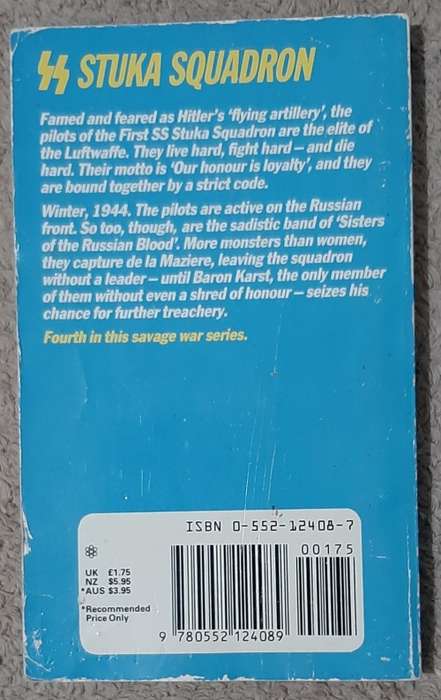 STUKA SQUADRON
Famed and feared as Hitler's 'flying artillery', the
pilots of the First SS Stuka Squadron are the elite of
the Luftwaffe. They live hard, fight hard – and die
hard. Their motto is 'Our honour is loyalty', and they
are bound together by a strict code.
Winter, 1944. The pilots are active on the Russian
front. So too, though, are the sadistic band of 'Sisters
of the Russian Blood'. More monsters than women,
they capture de la Maziere, leaving the squadron
without a leader – until Baron Karst, the only member
of them without even a shred of honour – seizes his
chance for further treachery.
Fourth in this savage war series.
ISBN 0-552-12408-7
00175
UK £1.75
NZ $5.95
*AUS $3.95
*Recommended
Price Only
9 780552 124089